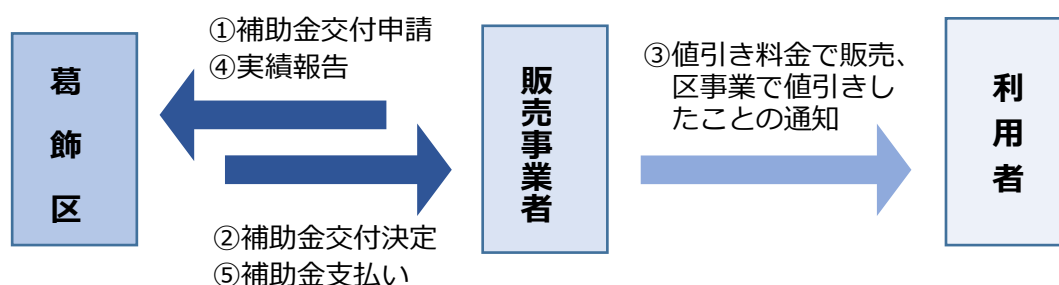 ①補助金交付申請
④実績報告
葛飾区
販売事業者
③値引き料金で販売、
区事業で値引きし
たことの通知
利用者
②補助金交付決定
⑤補助金支払い